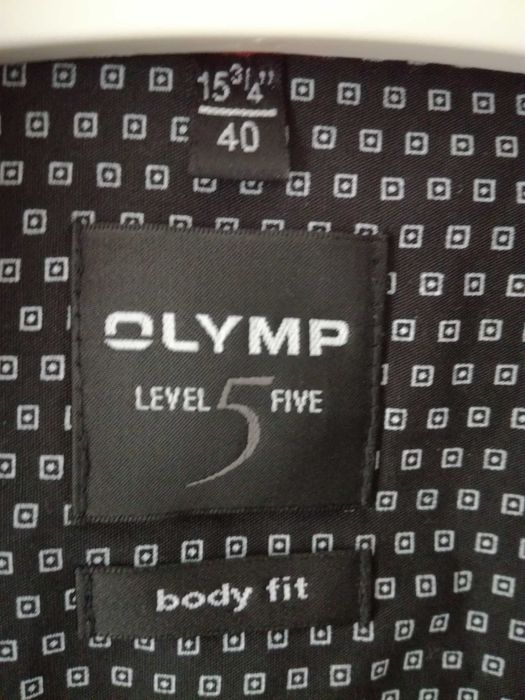 15¾"
40
OLYMP
LEVEL 5 FIVE
body fit